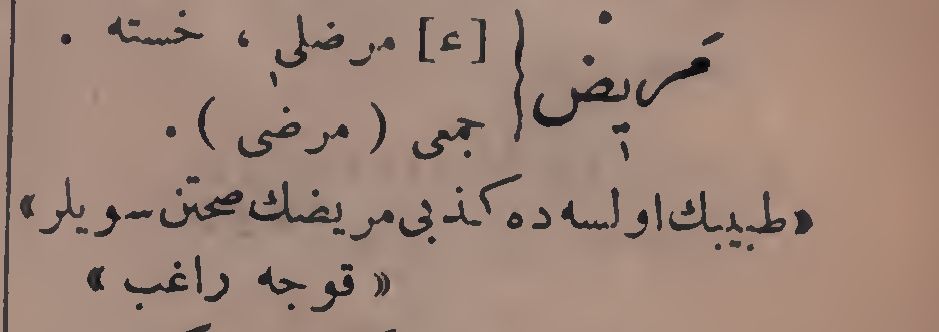 مَرِيض { [ع] مرضلی ، خسته .
جمعی ( مرضی ) .
«طبيبك اولسه ده كذبی مريضك صحتن سويلر»
« قوجه راغب »